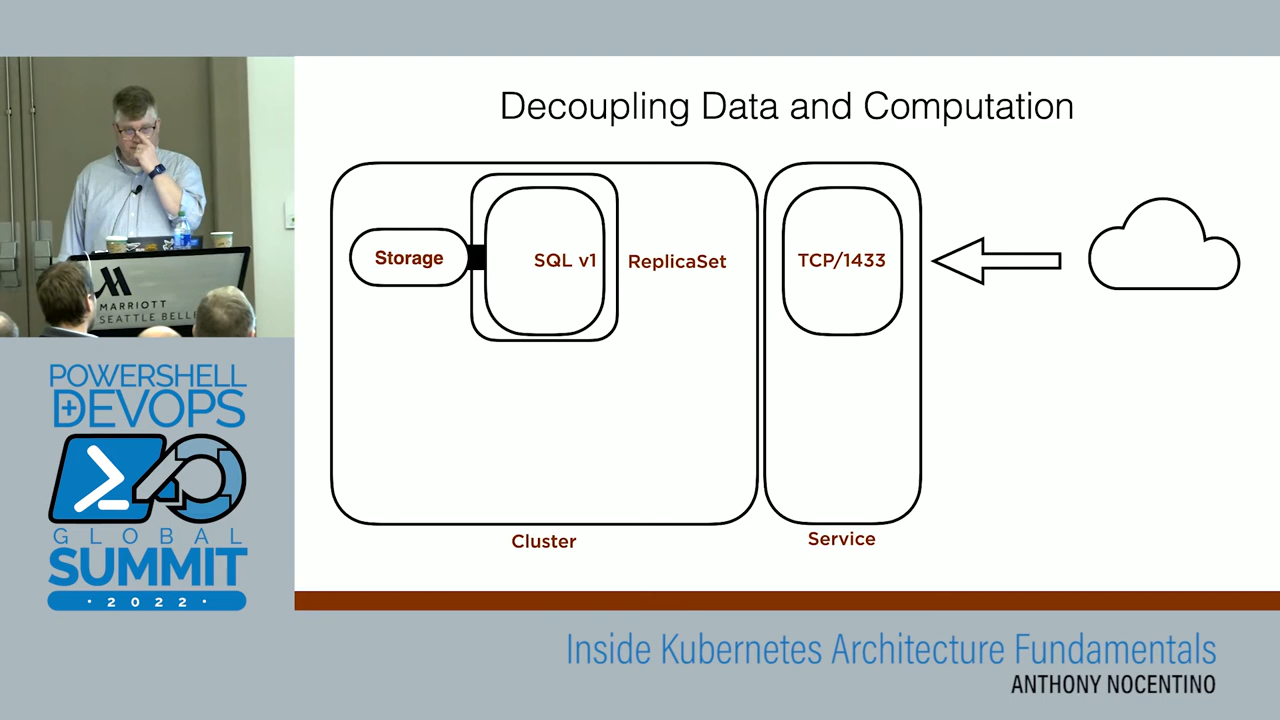 Decoupling Data and Computation
Storage
SQL v1
ReplicaSet
TCP/1433
Cluster
Service
MARRIOTT
SEATTLE BELL
POWERSHELL
DEVOPS
GLOBAL
SUMMIT
· 2022 ·
Inside Kubernetes Architecture Fundamentals
ANTHONY NOCENTINO